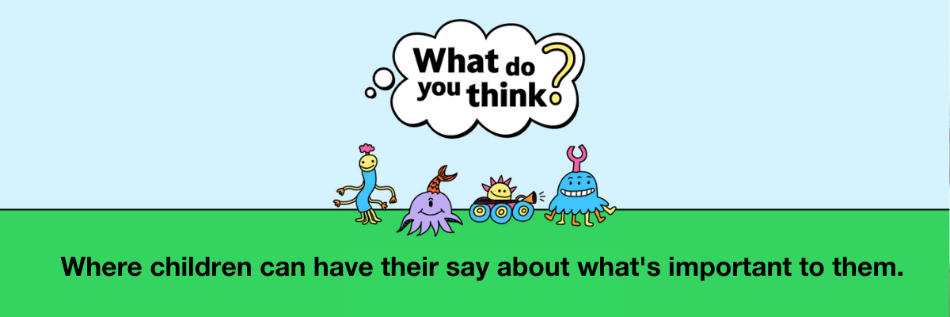 What do
you think?
Where children can have their say about what's important to them.